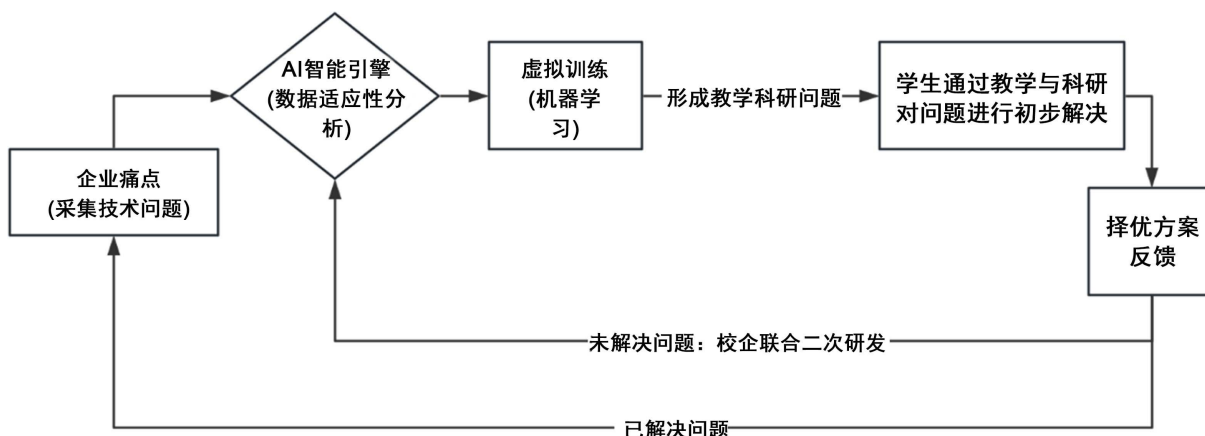 AI智能引擎
(数据适应性分
析)
虚拟训练
(机器学
习)
形成教学科研问题
学生通过教学与科研
对问题进行初步解决
企业痛点
(采集技术问题)
择优方案
反馈
未解决问题：校企联合二次研发
已解决问题